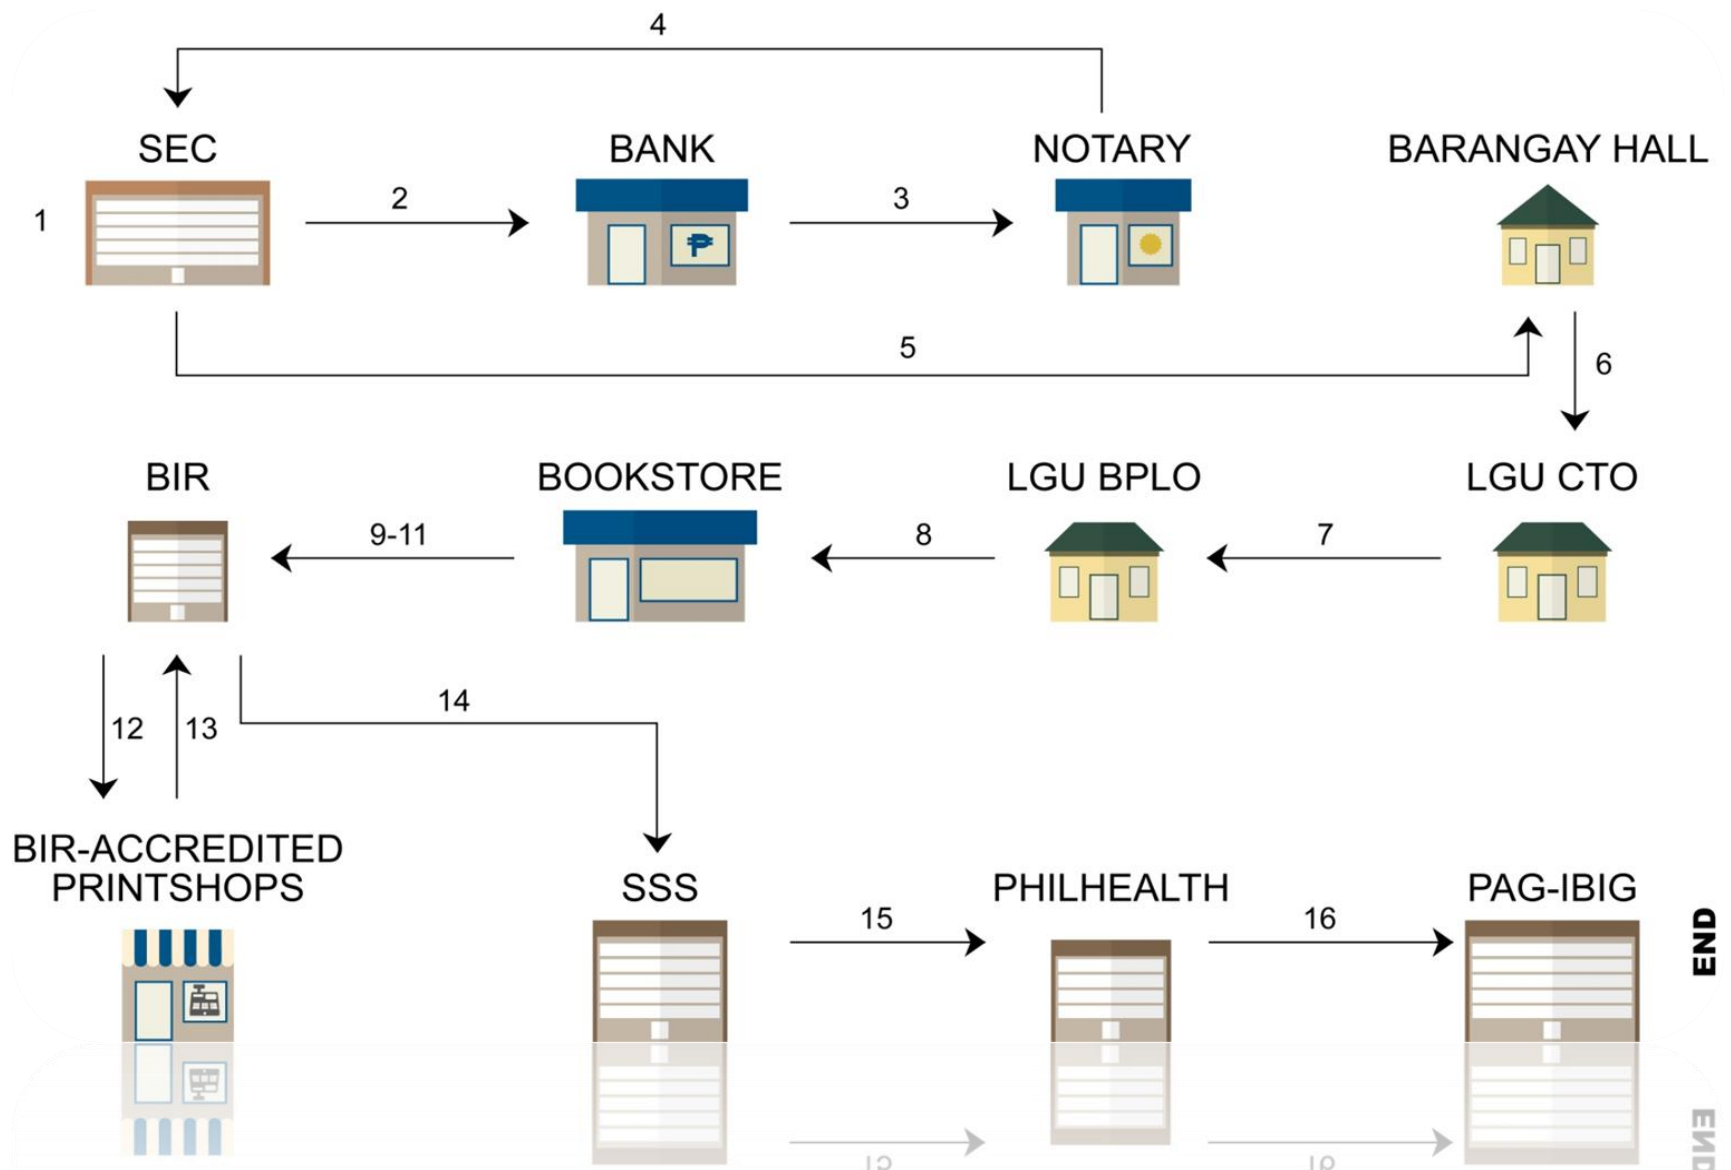 4
SEC
BANK
NOTARY
BARANGAY HALL
1
2
3
₱
5
6
BIR
BOOKSTORE
LGU BPLO
LGU CTO
9-11
8
7
12
13
14
BIR-ACCREDITED
PRINTSHOPS
SSS
PHILHEALTH
PAG-IBIG
15
16
END